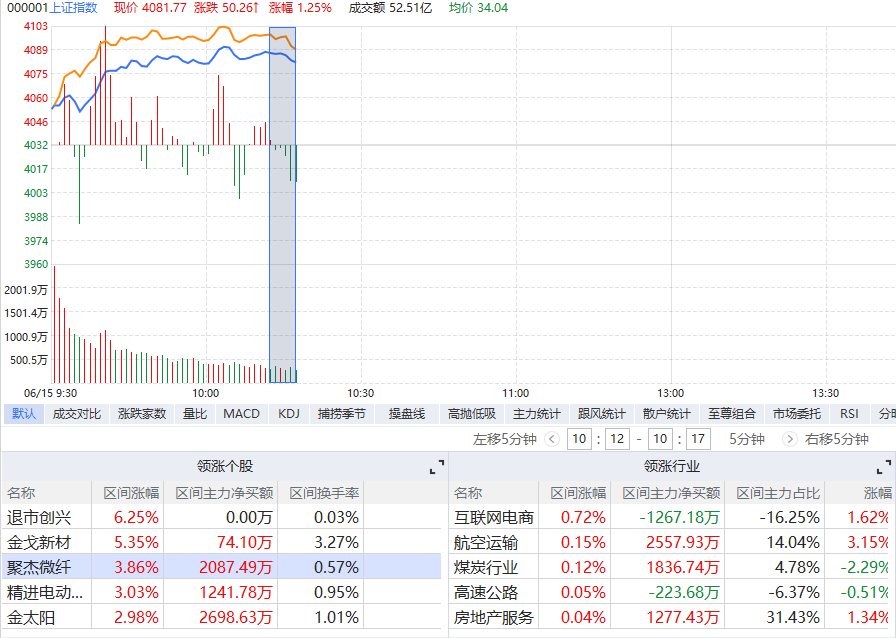 000001上证指数 现价 4081.77 涨跌 50.26↑ 涨幅 1.25% 成交额 52.51亿 均价 34.04
4103
4089
4075
4060
4046
4032
4017
4003
3988
3974
3960
2001.9万
1501.4万
1000.9万
500.5万
06/15 9:30 10:00 10:30 11:00 13:00 13:30
默认 成交对比 涨跌家数 量比 MACD KDJ 捕捞季节 操盘线 高抛低吸 主力统计 跟风统计 散户统计 至尊组合 市场委托 RSI 分时
左移5分钟 < 10 : 12 - 10 : 17 5分钟 > 右移5分钟
领涨个股 领涨行业
名称 区间涨幅 区间主力净买额 区间换手率 名称 区间涨幅 区间主力净买额 区间主力占比 涨幅
退市创兴 6.25% 0.00万 0.03% 互联网电商 0.72% -1267.18万 -16.25% 1.62%
金戈新材 5.35% 74.10万 3.27% 航空运输 0.15% 2557.93万 14.04% 3.15%
聚杰微纤 3.86% 2087.49万 0.57% 煤炭行业 0.12% 1836.74万 4.78% -2.29%
精进电动... 3.03% 1241.78万 0.95% 高速公路 0.05% -223.68万 -6.37% -0.51%
金太阳 2.98% 2698.63万 1.01% 房地产服务 0.04% 1277.43万 31.43% 1.34%